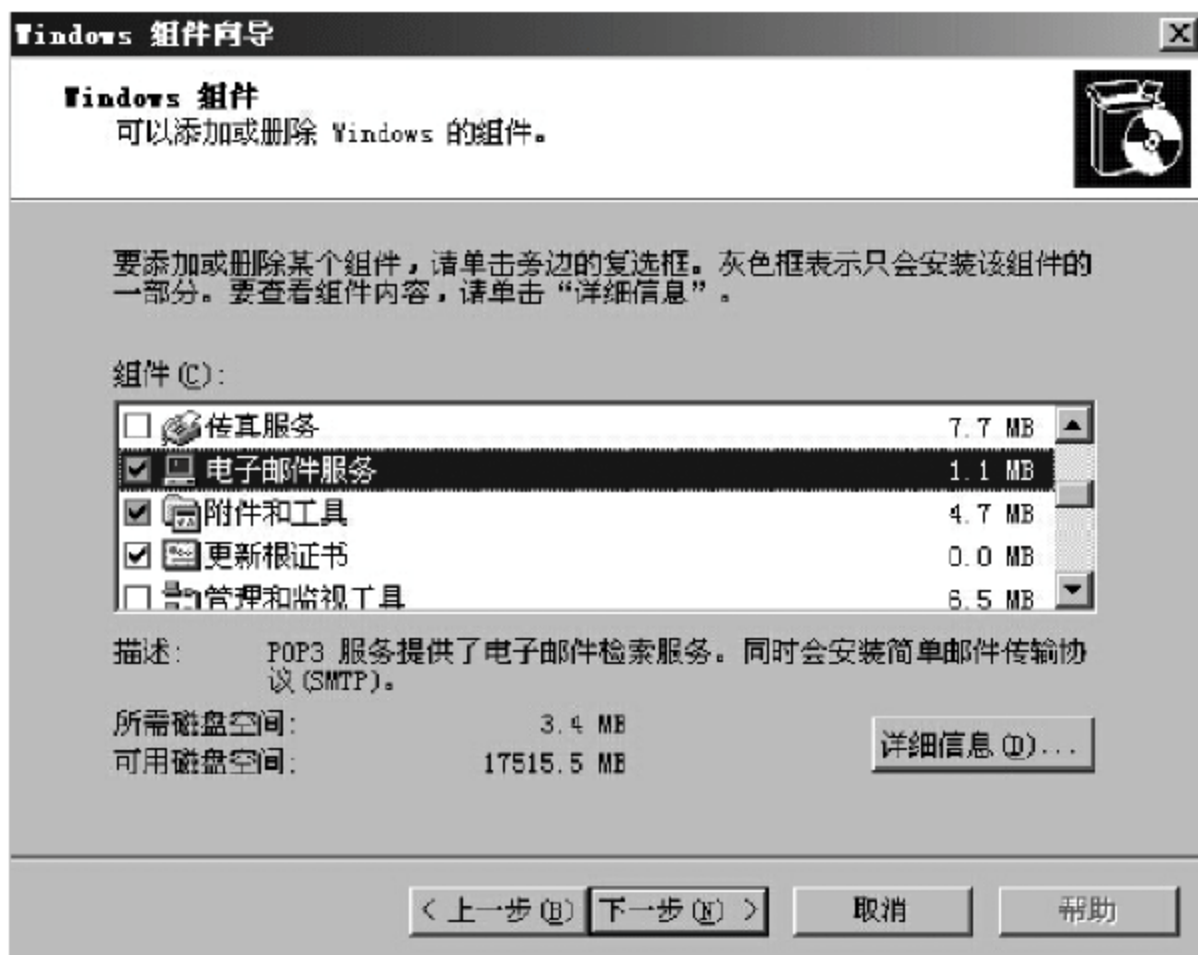 Windows 组件向导
Windows 组件
可以添加或删除 Windows 的组件。
要添加或删除某个组件，请单击旁边的复选框。灰色框表示只会安装该组件的
一部分。要查看组件内容，请单击“详细信息”。
组件(C):
传真服务 7.7 MB
电子邮件服务 1.1 MB
附件和工具 4.7 MB
更新根证书 0.0 MB
管理和监视工具 6.5 MB
描述: POP3 服务提供了电子邮件检索服务。同时会安装简单邮件传输协
议(SMTP)。
所需磁盘空间: 3.4 MB
可用磁盘空间: 17515.5 MB
详细信息(D)...
< 上一步(B) 下一步(N) > 取消 帮助